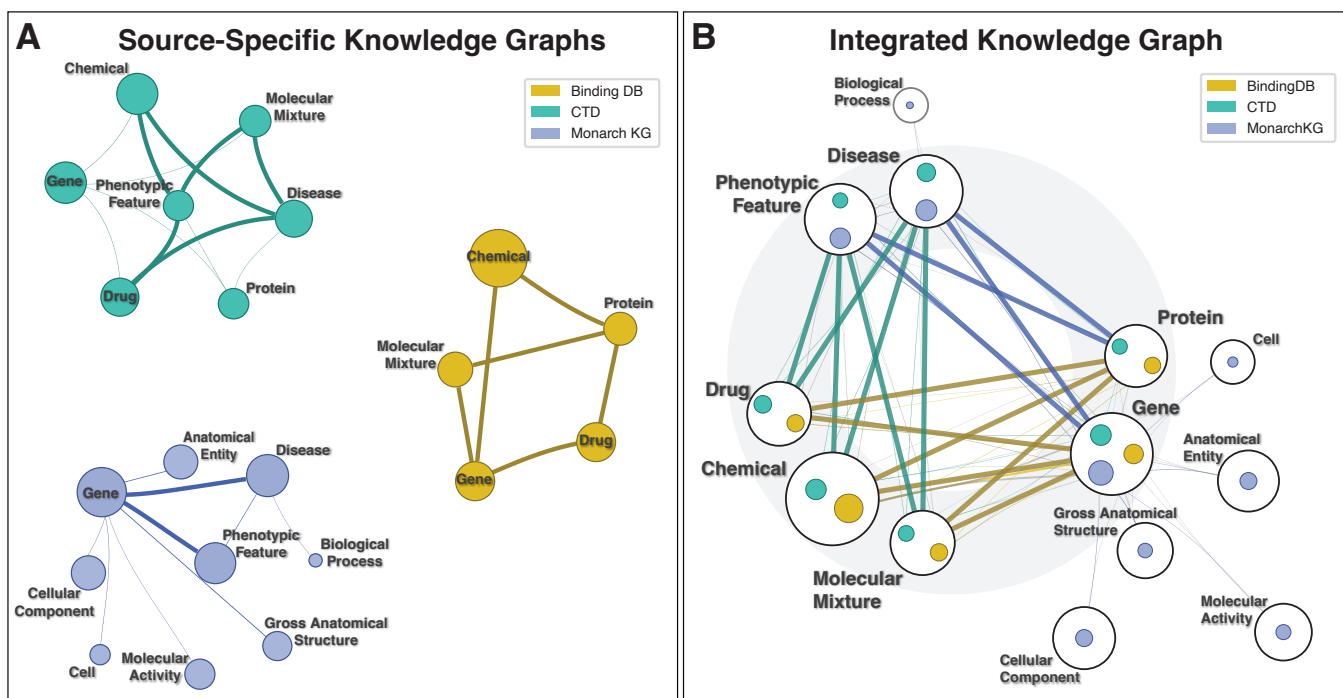 A
Source-Specific Knowledge Graphs
Chemical
Molecular
Mixture
Binding DB
CTD
Monarch KG
Gene
Phenotypic
Feature
Disease
Drug
Protein
Chemical
Protein
Molecular
Mixture
Drug
Gene
Anatomical
Entity
Disease
Gene
Phenotypic
Feature
Biological
Process
Cellular
Component
Gross Anatomical
Structure
Cell
Molecular
Activity
B
Integrated Knowledge Graph
Biological
Process
BindingDB
CTD
MonarchKG
Disease
Phenotypic
Feature
Protein
Cell
Drug
Gene
Anatomical
Entity
Chemical
Gross Anatomical
Structure
Molecular
Mixture
Molecular
Activity
Cellular
Component